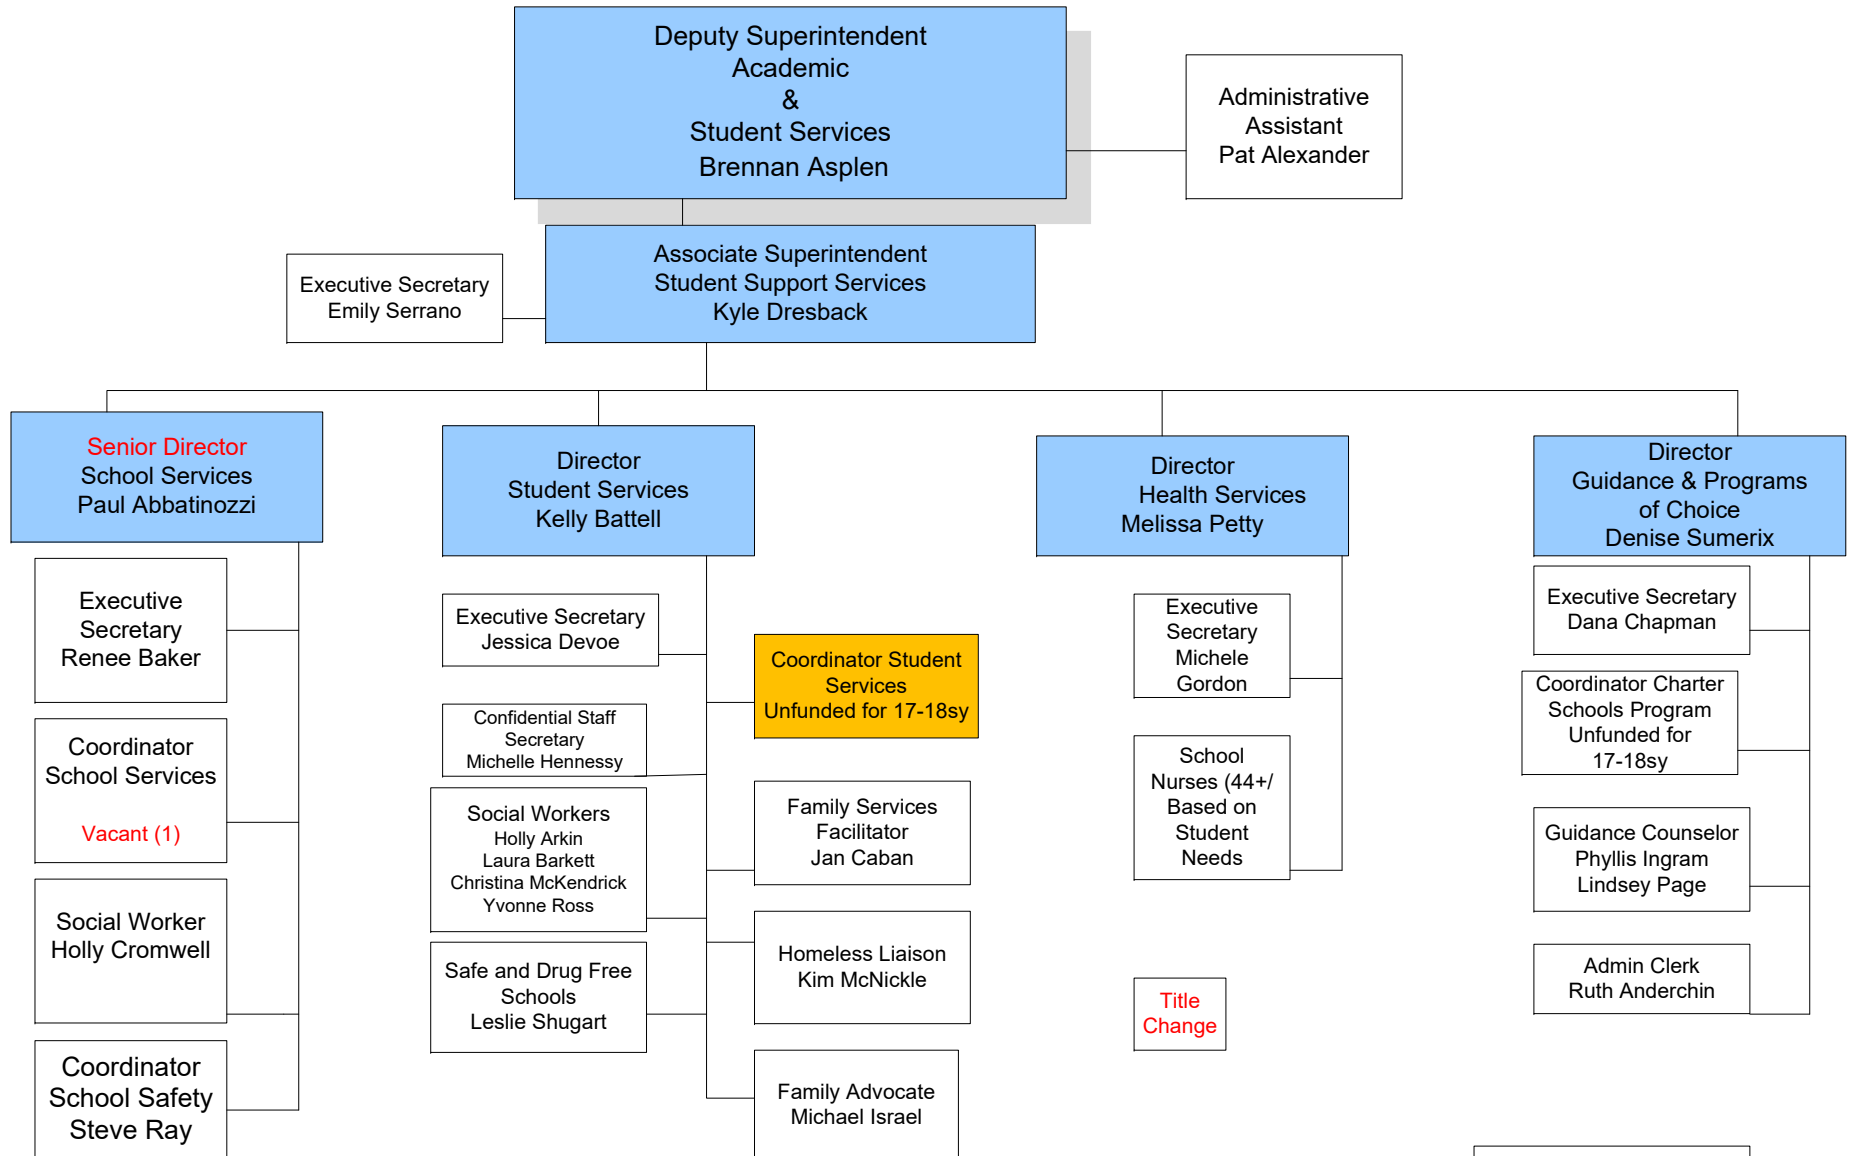 Deputy Superintendent
Academic
&
Student Services
Brennan Asplen
Administrative
Assistant
Pat Alexander
Associate Superintendent
Student Support Services
Kyle Dresback
Executive Secretary
Emily Serrano
Senior Director
School Services
Paul Abbatinozzi
Executive
Secretary
Renee Baker
Coordinator
School Services
Vacant (1)
Social Worker
Holly Cromwell
Coordinator
School Safety
Steve Ray
Director
Student Services
Kelly Battell
Executive Secretary
Jessica Devoe
Coordinator Student
Services
Unfunded for 17-18sy
Confidential Staff
Secretary
Michelle Hennessy
Social Workers
Holly Arkin
Laura Barkett
Christina McKendrick
Yvonne Ross
Family Services
Facilitator
Jan Caban
Safe and Drug Free
Schools
Leslie Shugart
Homeless Liaison
Kim McNickle
Family Advocate
Michael Israel
Director
Health Services
Melissa Petty
Executive
Secretary
Michele
Gordon
School
Nurses (44+/
Based on
Student
Needs
Title
Change
Director
Guidance & Programs
of Choice
Denise Sumerix
Executive Secretary
Dana Chapman
Coordinator Charter
Schools Program
Unfunded for
17-18sy
Guidance Counselor
Phyllis Ingram
Lindsey Page
Admin Clerk
Ruth Anderchin